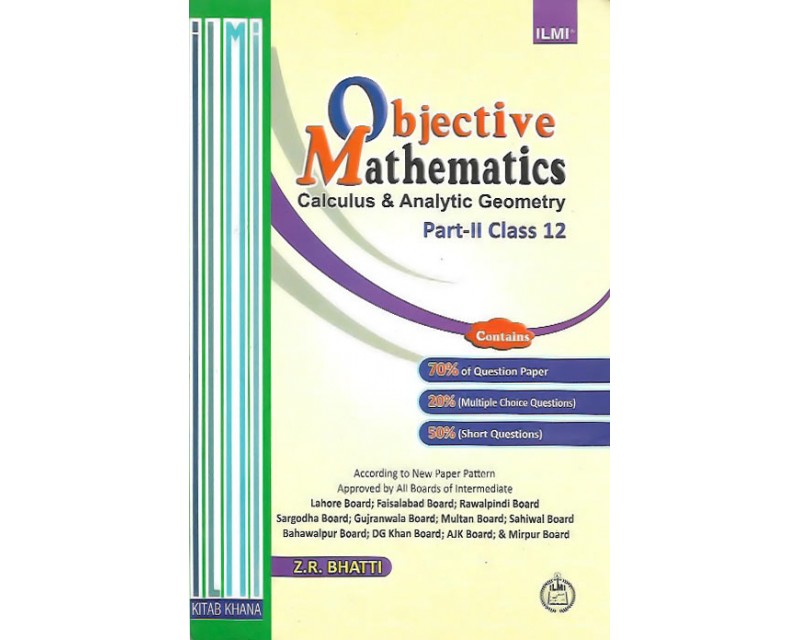 ILMI
ILMI
Objective
Mathematics
Calculus & Analytic Geometry
Part-II Class 12
Contains
70% of Question Paper
20% (Multiple Choice Questions)
50% (Short Questions)
According to New Paper Pattern
Approved by All Boards of Intermediate
Lahore Board; Faisalabad Board; Rawalpindi Board
Sargodha Board; Gujranwala Board; Multan Board; Sahiwal Board
Bahawalpur Board; DG Khan Board; AJK Board; & Mirpur Board
Z.R. BHATTI
ILMI
ILMI
KITAB KHANA